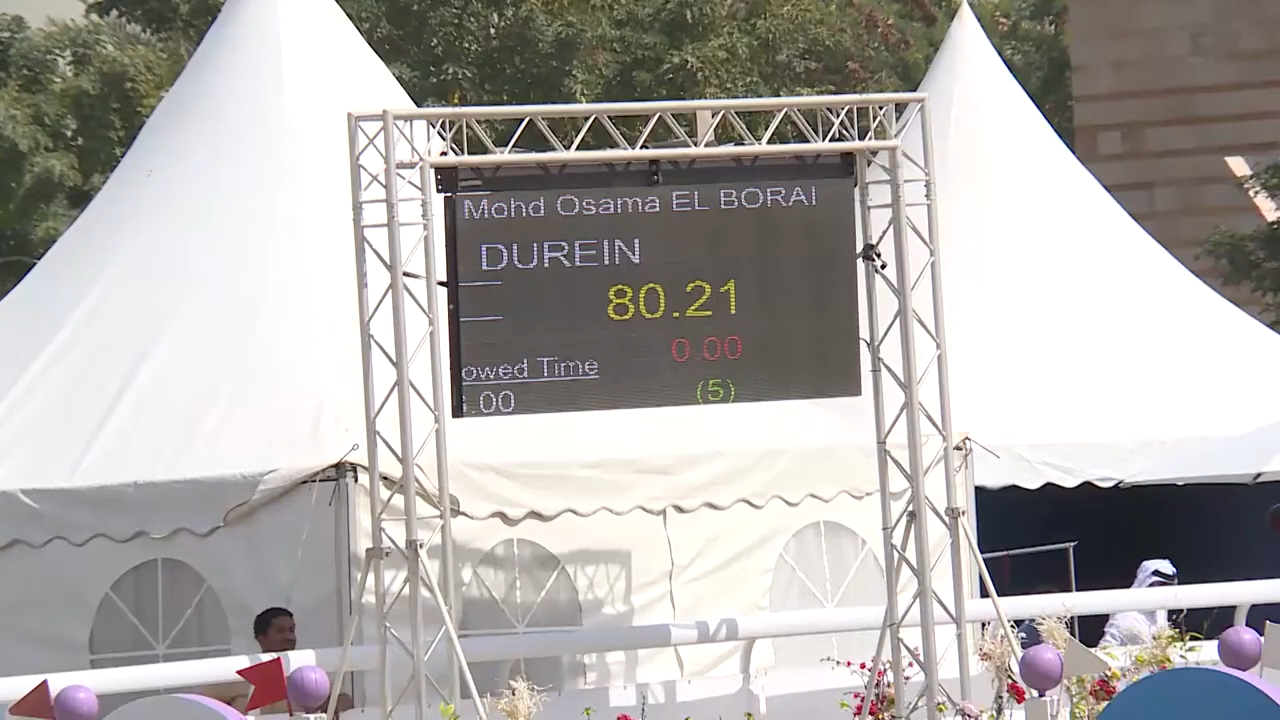 Mohd Osama EL BORAI
DUREIN
80.21
0.00
owed Time
.00
(5)